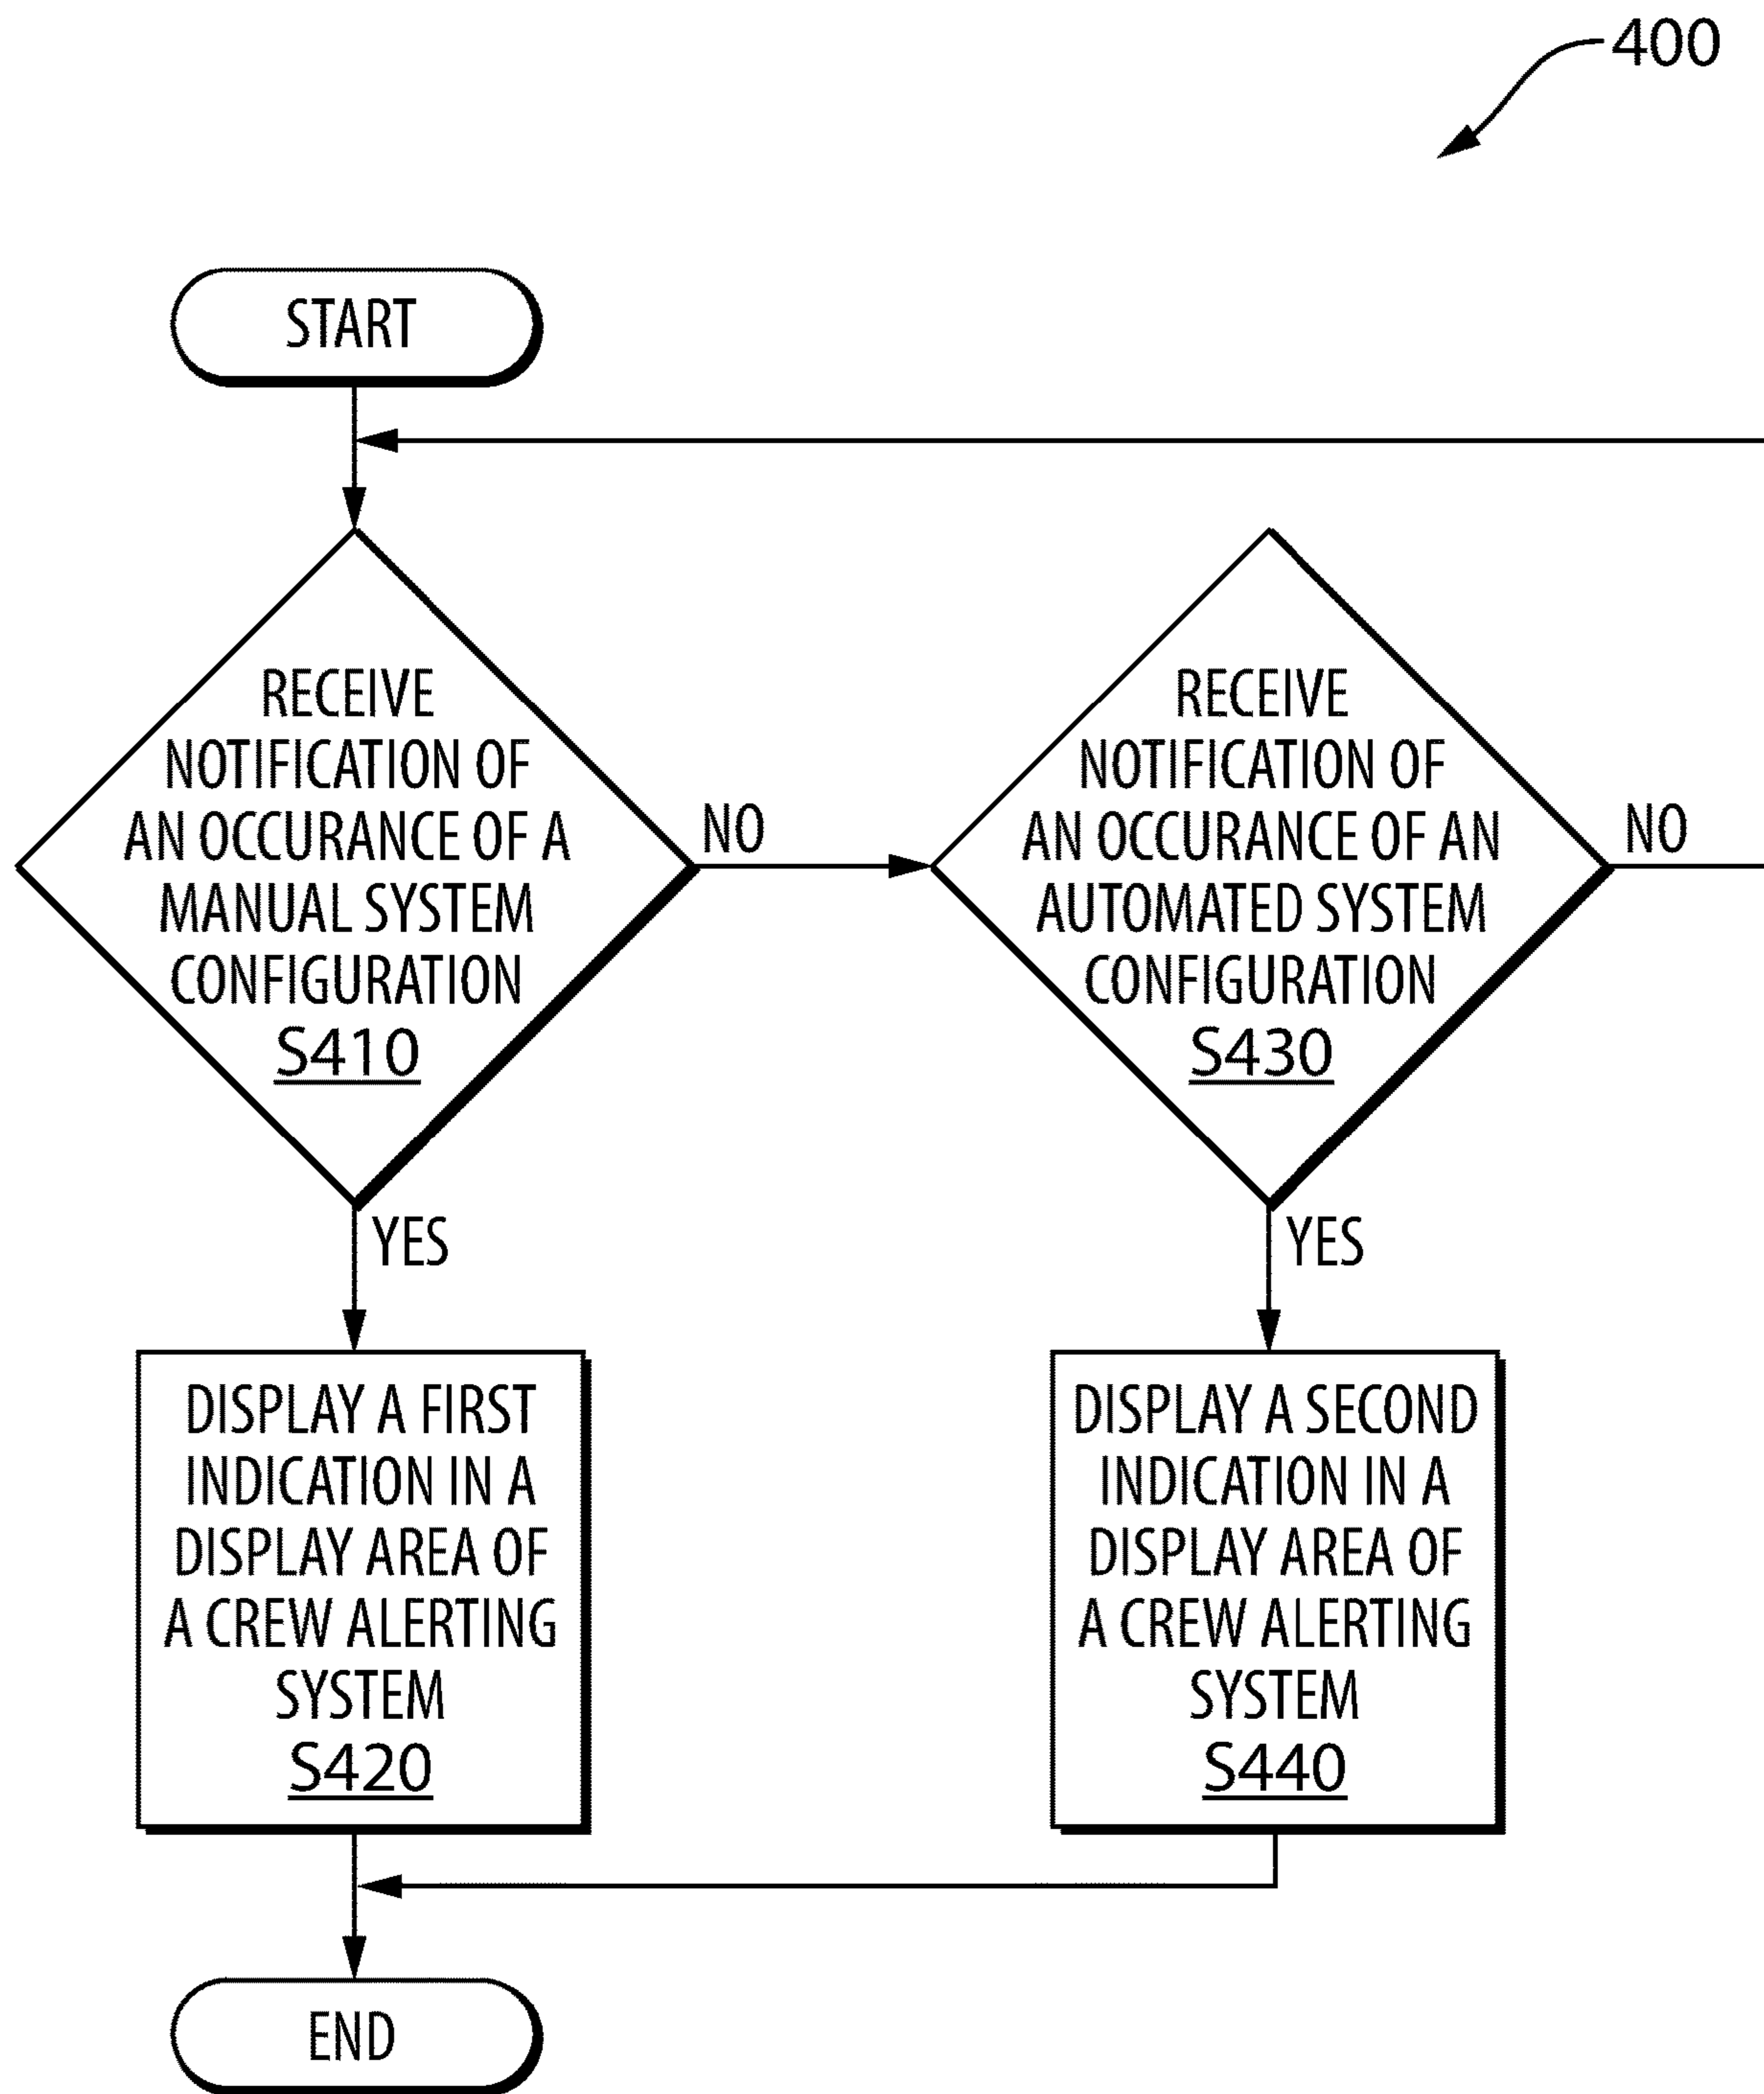 400
START
RECEIVE
NOTIFICATION OF
AN OCCURANCE OF A
MANUAL SYSTEM
CONFIGURATION
S410
NO
RECEIVE
NOTIFICATION OF
AN OCCURANCE OF AN
AUTOMATED SYSTEM
CONFIGURATION
S430
NO
YES
YES
DISPLAY A FIRST
INDICATION IN A
DISPLAY AREA OF
A CREW ALERTING
SYSTEM
S420
DISPLAY A SECOND
INDICATION IN A
DISPLAY AREA OF
A CREW ALERTING
SYSTEM
S440
END